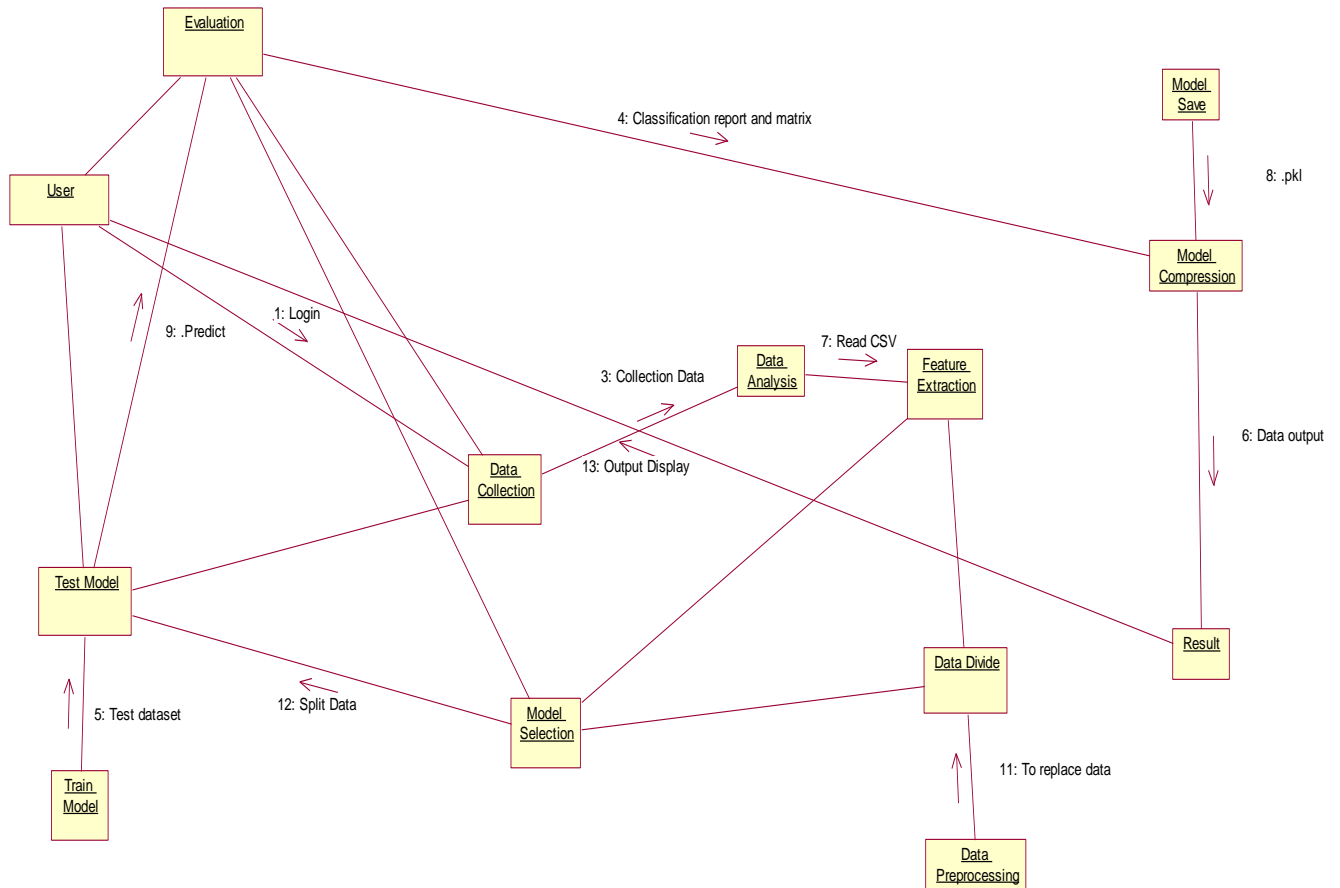 Evaluation
Model
Save
4: Classification report and matrix
8: .pkl
User
Model
Compression
9: .Predict
1: Login
7: Read CSV
Data
Analysis
Feature
Extraction
3: Collection Data
6: Data output
Data
Collection
13: Output Display
Test Model
Result
Data Divide
12: Split Data
5: Test dataset
Model
Selection
11: To replace data
Train
Model
Data
Preprocessing